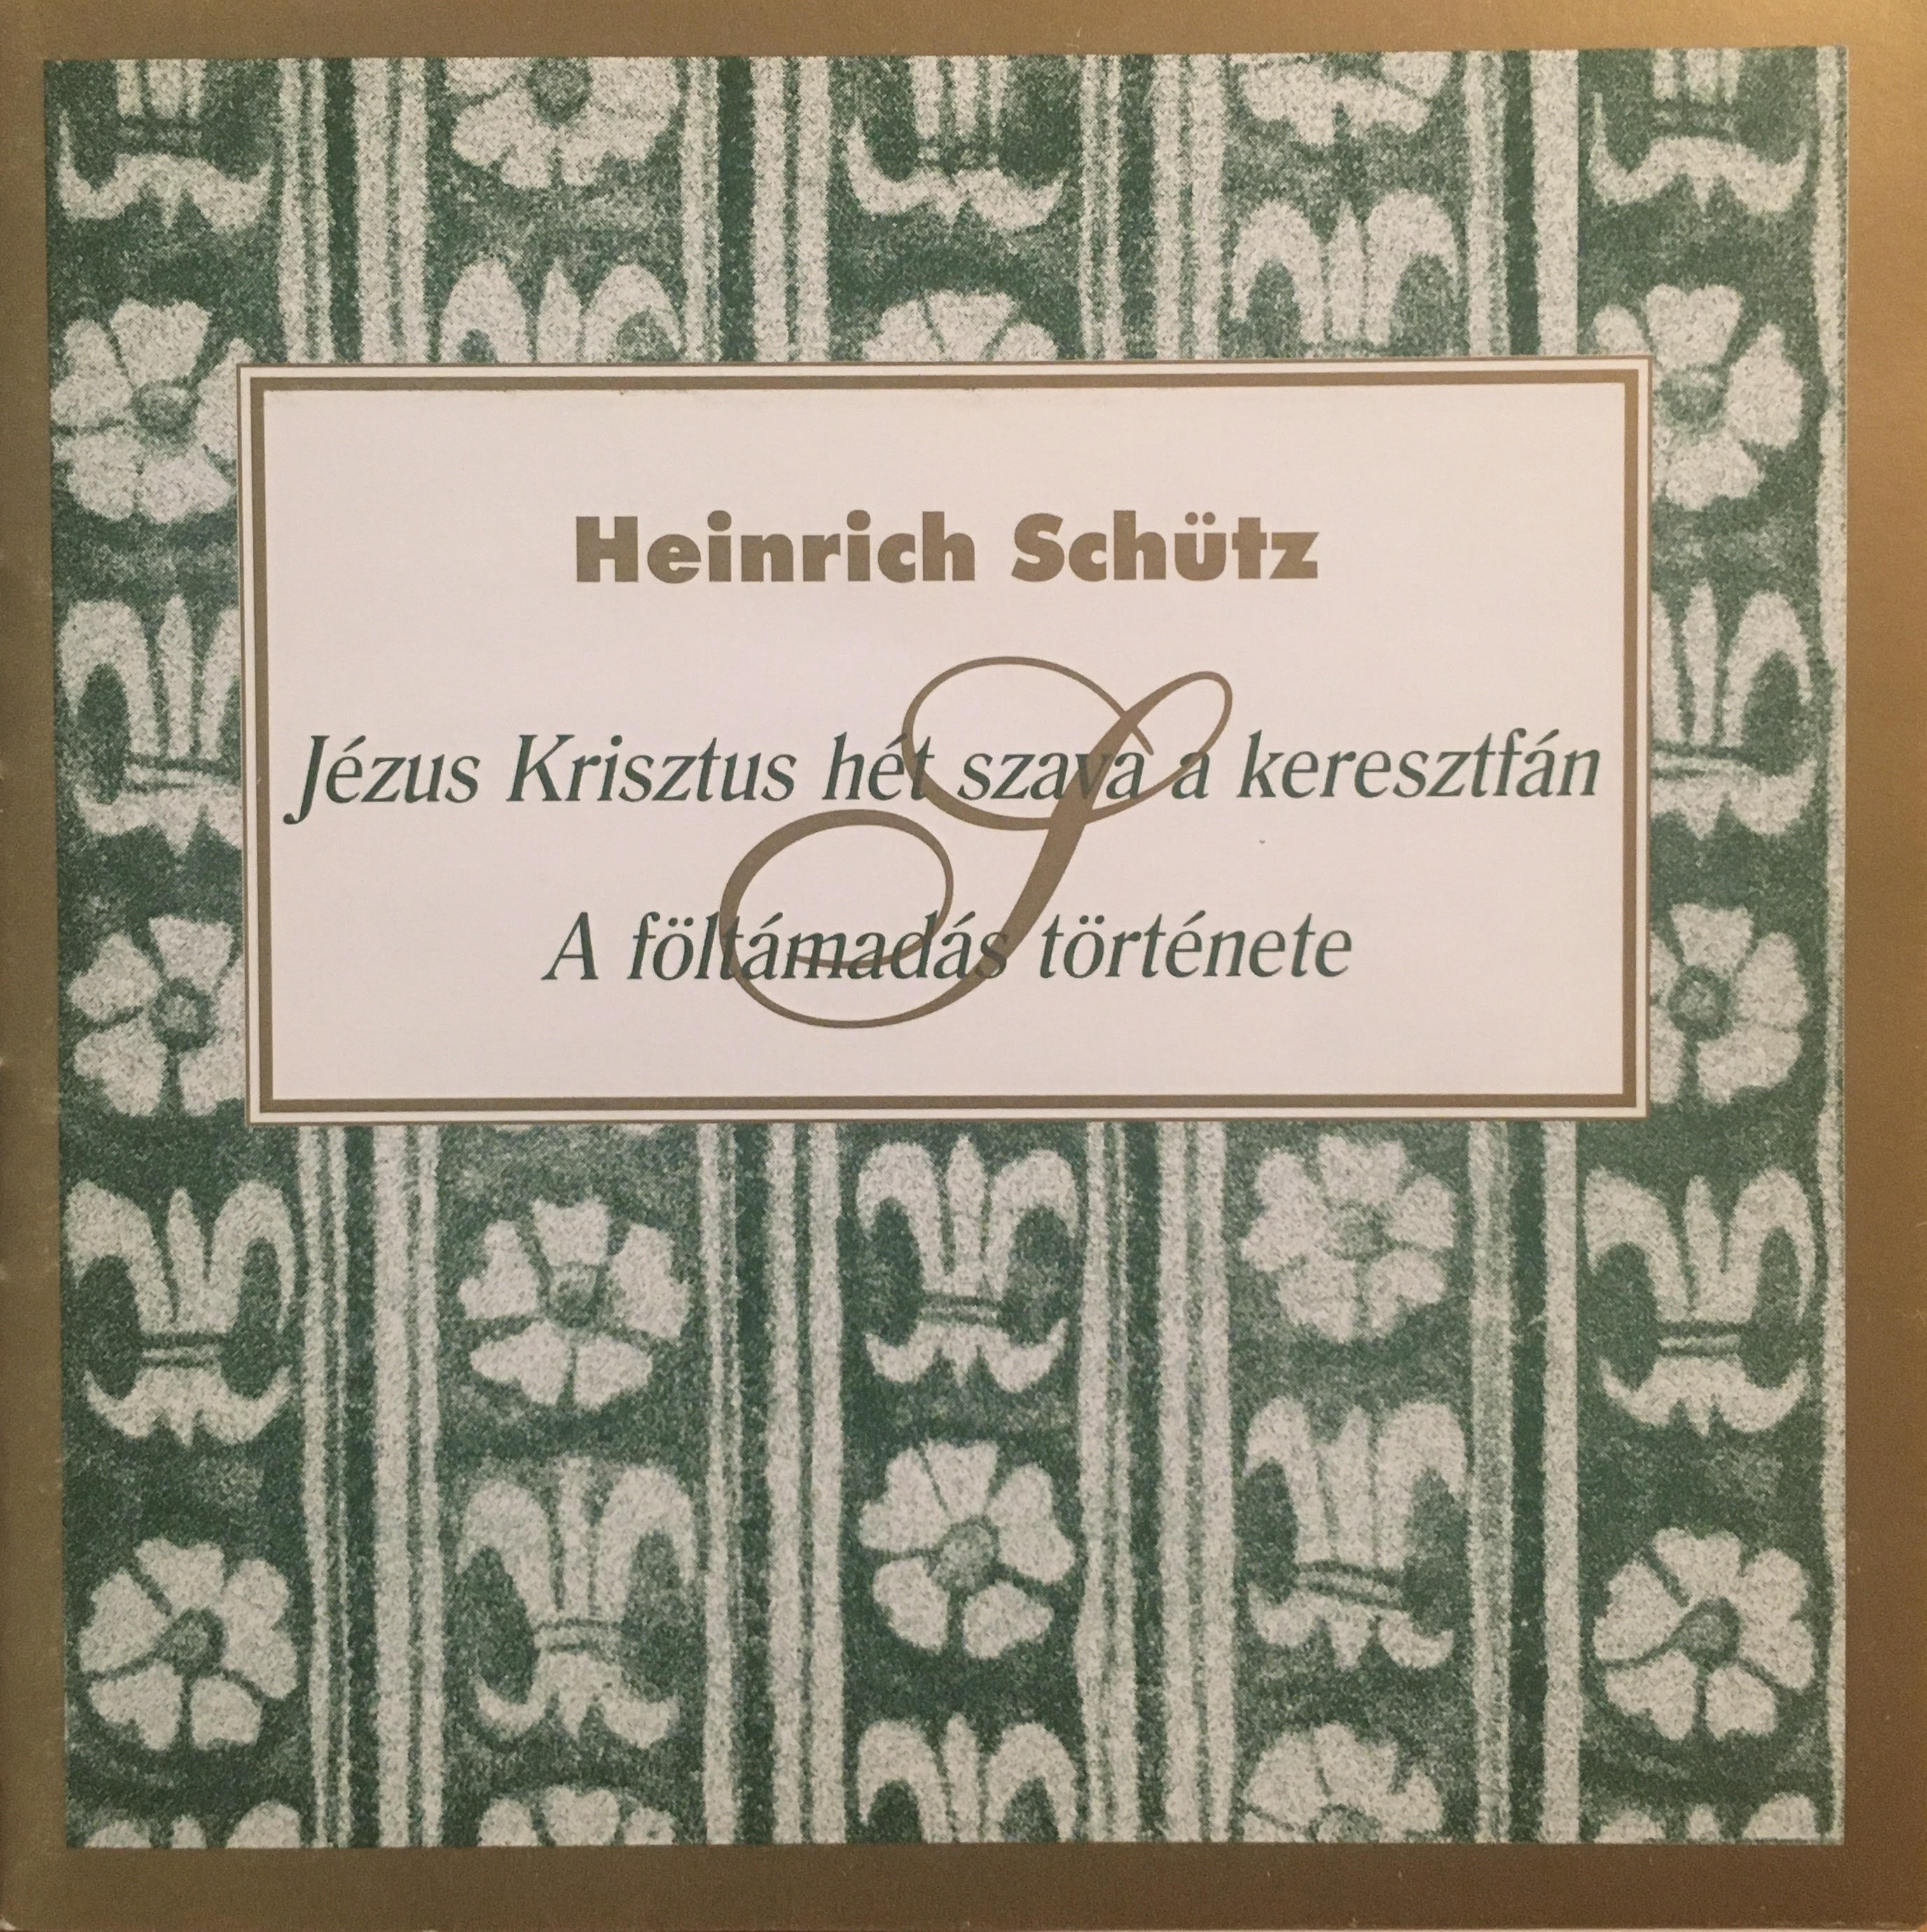 Heinrich Schütz
S
Jézus Krisztus hét szava a keresztfán
A föltámadás története